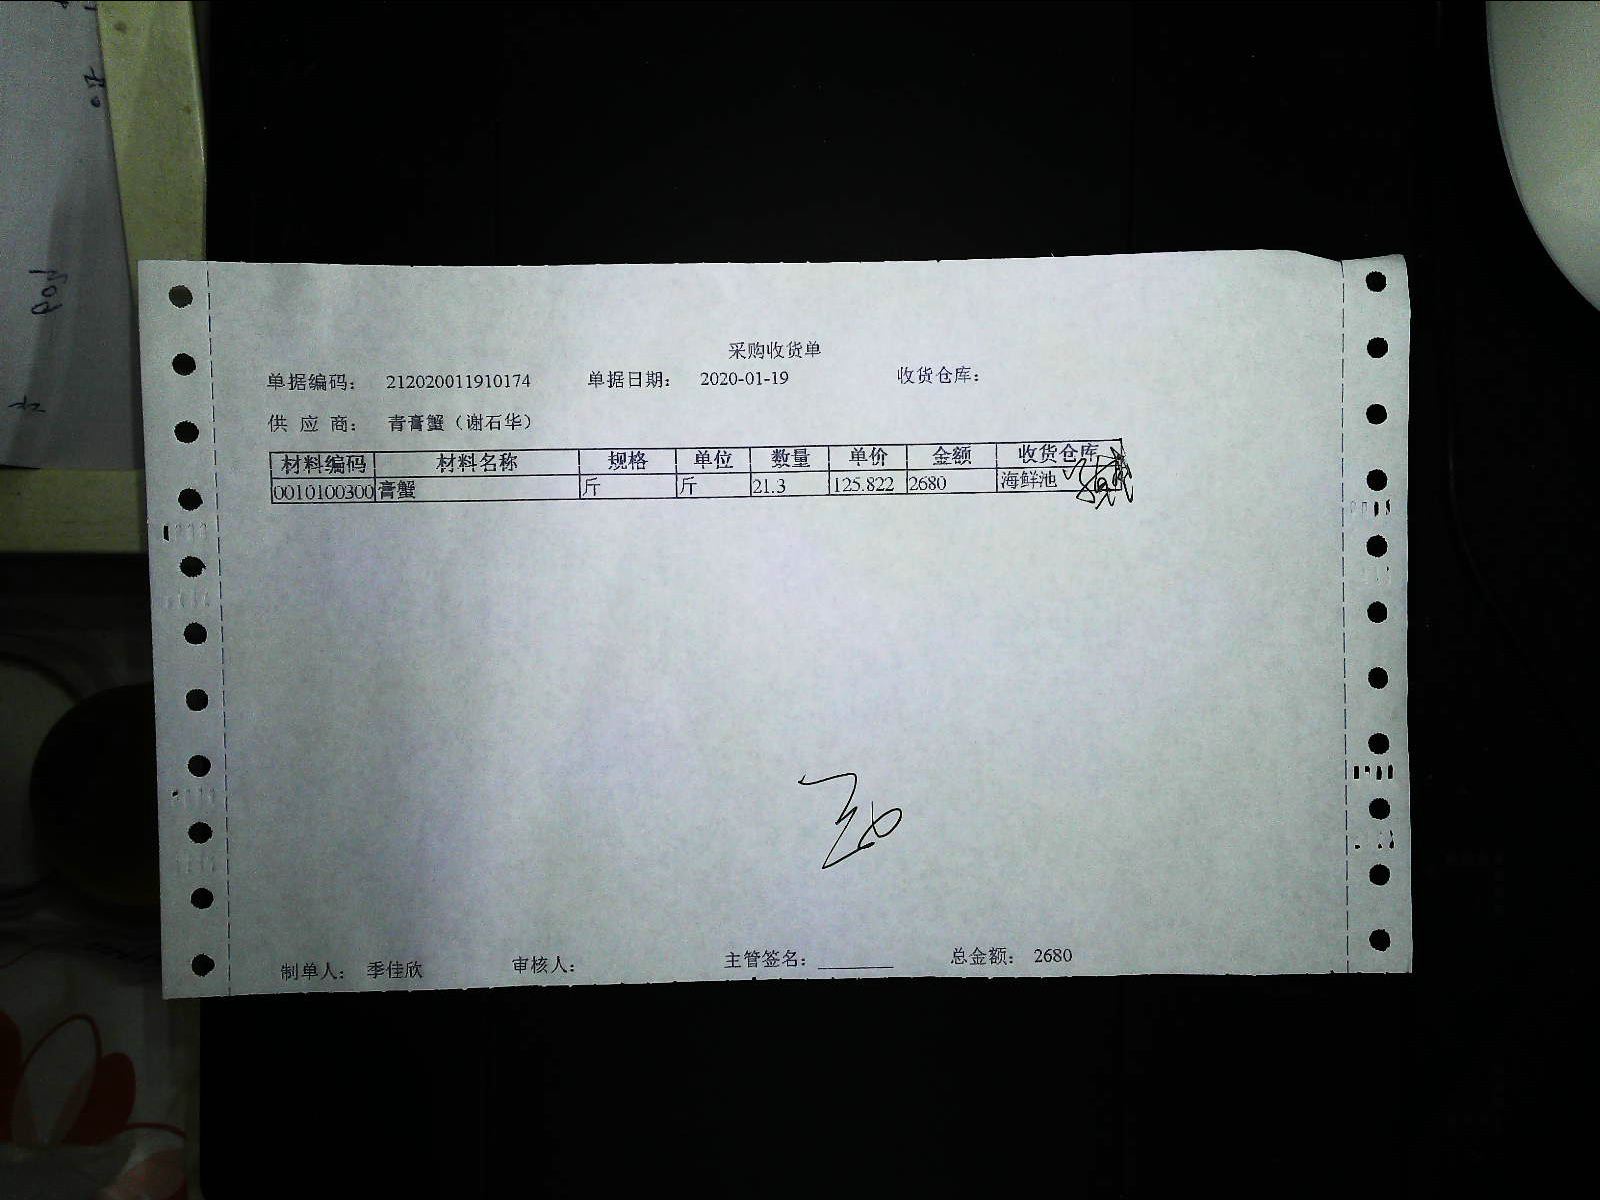 采购收货单
单据编码： 212020011910174 单据日期： 2020-01-19 收货仓库：
供 应 商： 青膏蟹（谢石华）
材料编码 材料名称 规格 单位 数量 单价 金额 收货仓库
0010100300 膏蟹 斤 斤 21.3 125.822 2680 海鲜池
制单人： 季佳欣 审核人： 主管签名：________ 总金额： 2680